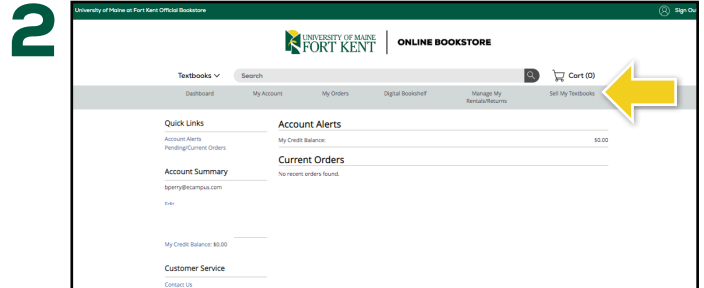 2
University of Maine at Fort Kent Official Bookstore
Sign Ou
UNIVERSITY OF MAINE
FORT KENT
ONLINE BOOKSTORE
Textbooks
Search
Cart (0)
Dashboard
My Account
My Orders
Digital Bookshelf
Manage My
Rentals/Returns
Sell My Textbooks
Quick Links
Account Alerts
Pending/Current Orders
Account Summary
bperry@ecampus.com
Edit
My Credit Balance: $0.00
Customer Service
Contact Us
Account Alerts
My Credit Balance: $0.00
Current Orders
No recent orders found.